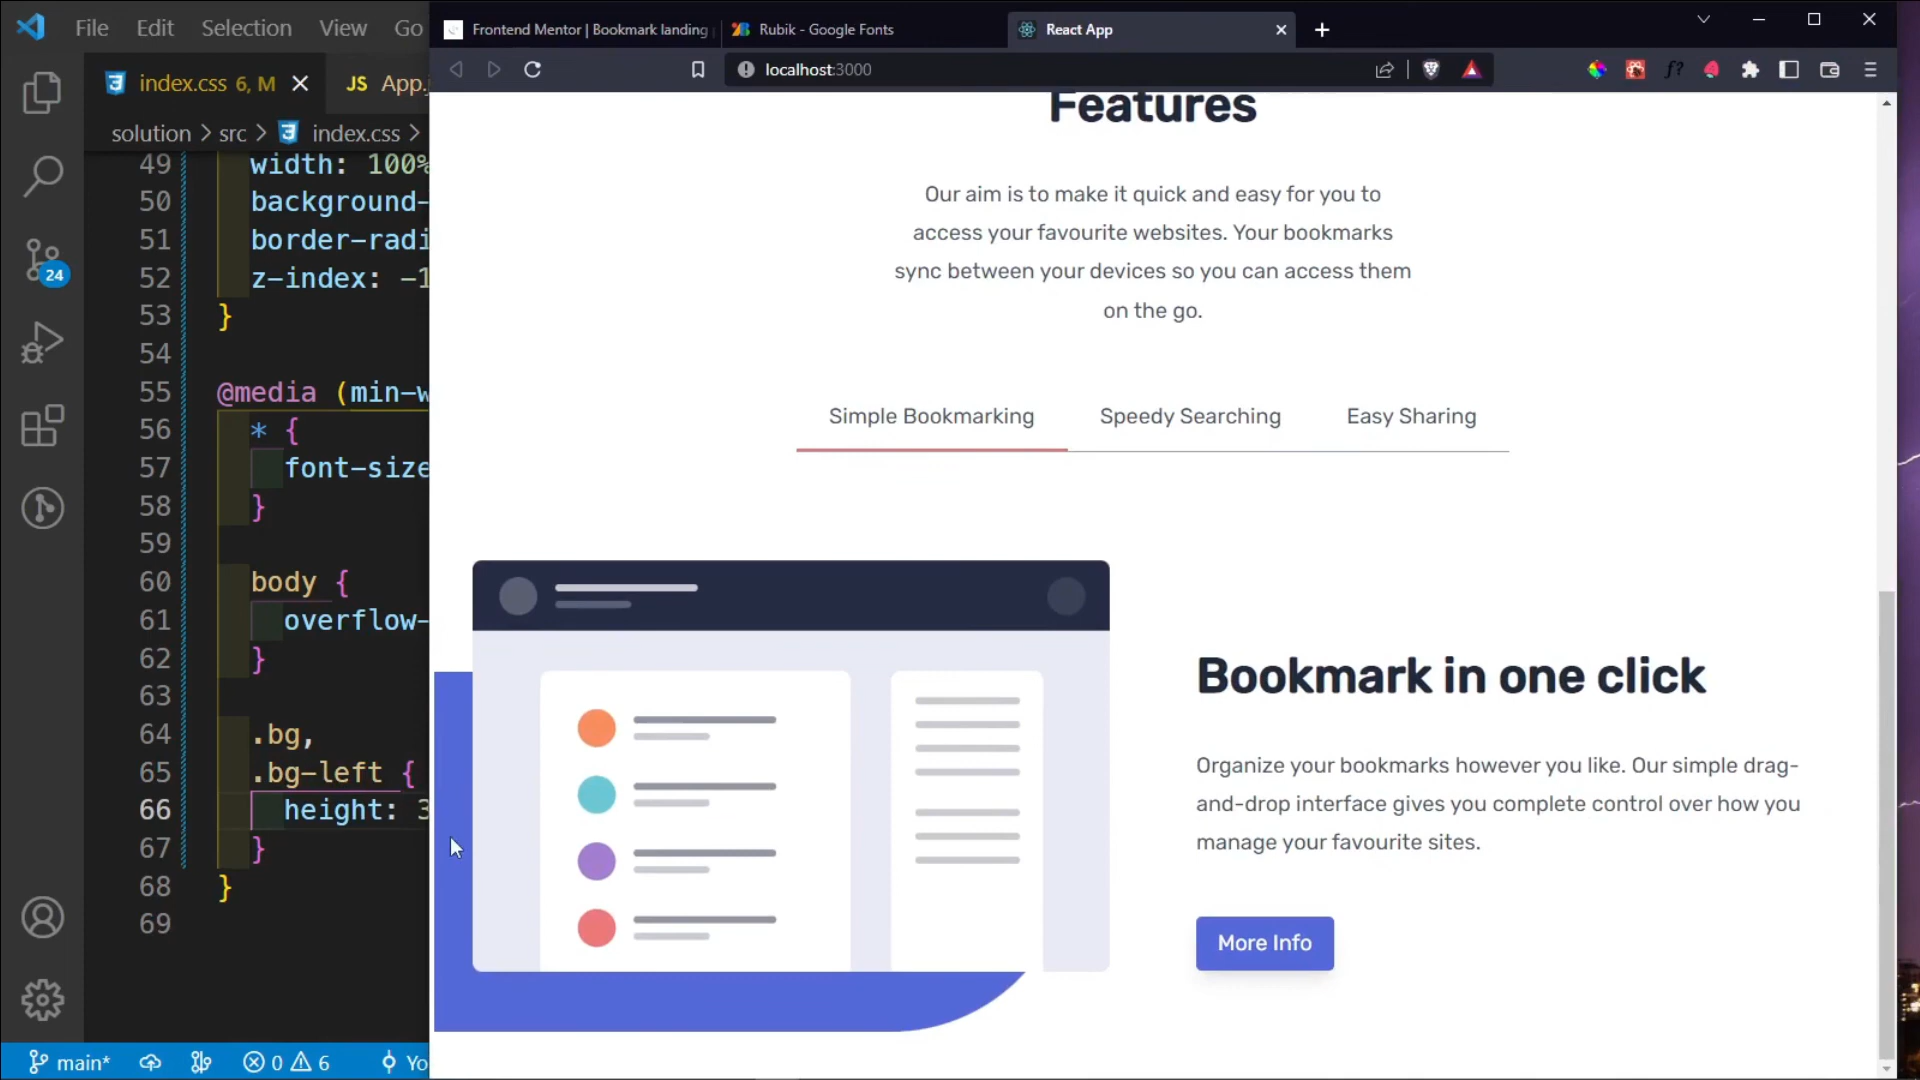 File Edit Selection View Go
Frontend Mentor | Bookmark landing
Rubik - Google Fonts
React App
localhost:3000
index.css 6, M
JS App.
solution > src > index.css >
49 width: 100%
50 background-
51 border-radi
52 z-index: -1
53 }
54
55 @media (min-w
56 * {
57 font-size
58 }
59
60 body {
61 overflow-
62 }
63
64 .bg,
65 .bg-left {
66 height: 3
67 }
68 }
69
24
main*
0 6
Yo
Features
Our aim is to make it quick and easy for you to
access your favourite websites. Your bookmarks
sync between your devices so you can access them
on the go.
Simple Bookmarking
Speedy Searching
Easy Sharing
Bookmark in one click
Organize your bookmarks however you like. Our simple drag-
and-drop interface gives you complete control over how you
manage your favourite sites.
More Info